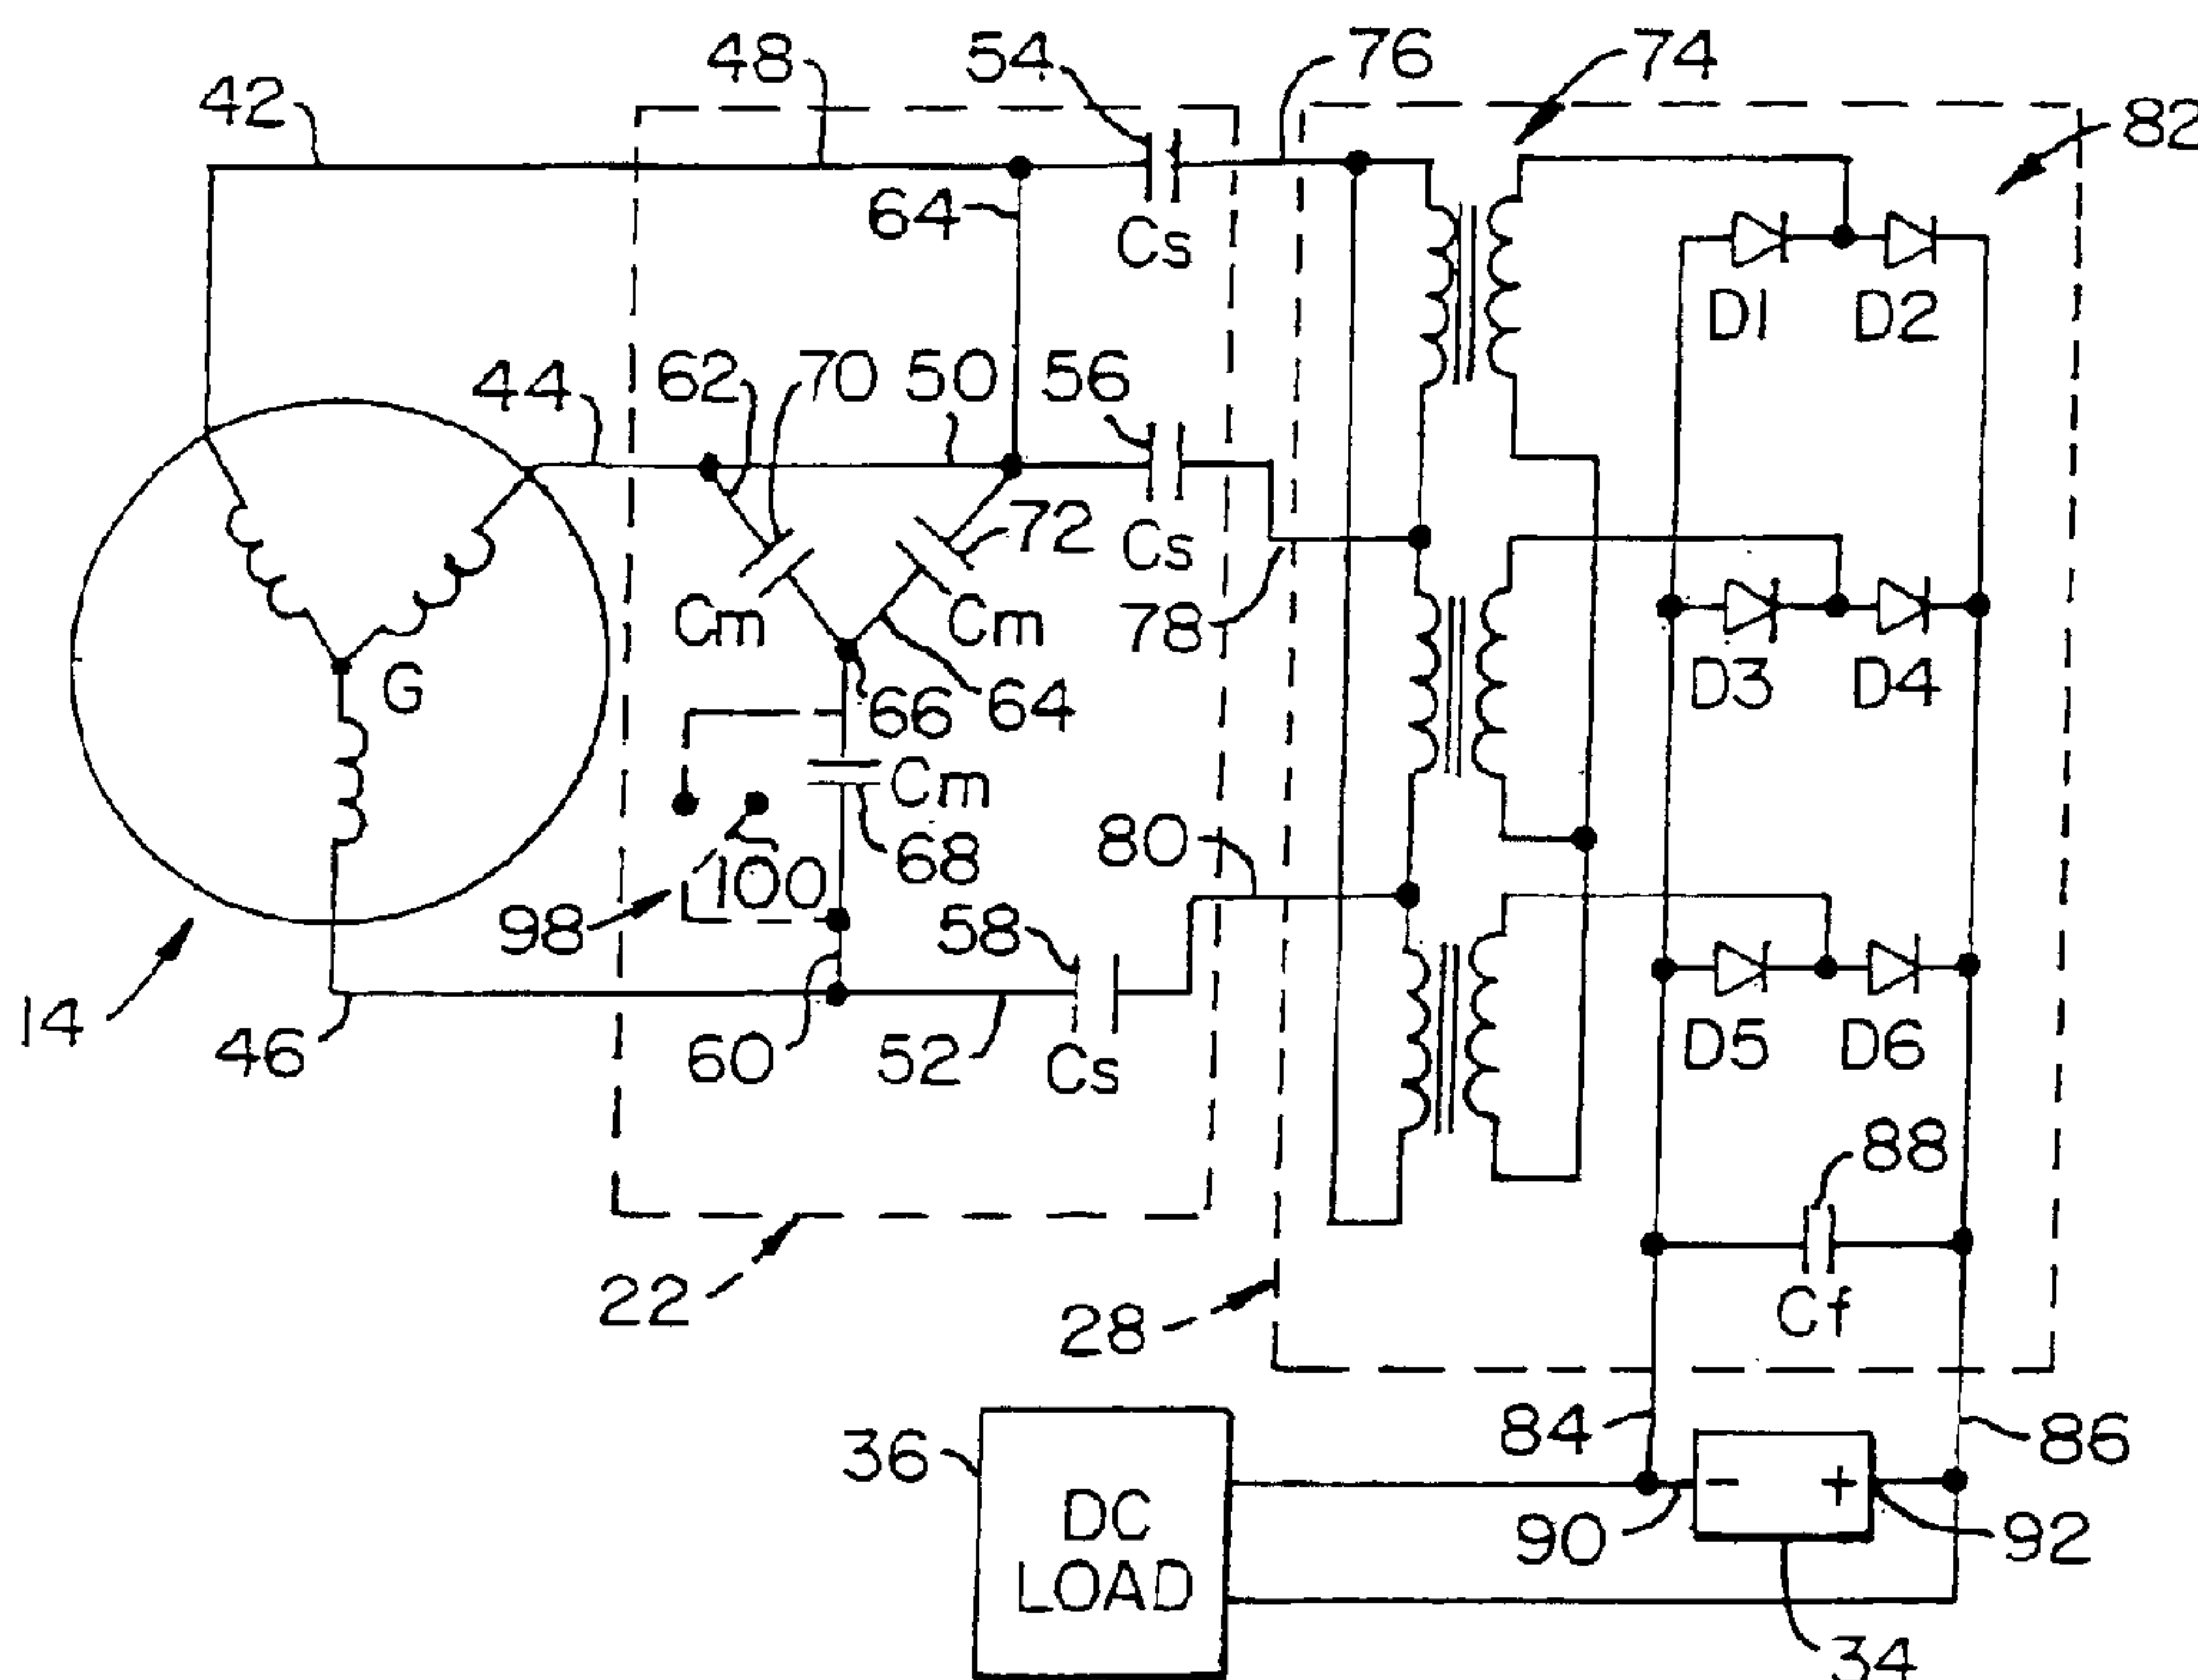 48 54 76 74
42 82
64 Cs
D1 D2
44 62 70 50 56
72 Cs
Cm Cm 78
G 66 64 D3 D4
Cm
100 68 80
98 58
14 46 60 52 Cs D5 D6
88
22 28 Cf
36 84 86
DC
LOAD
- +
90 92
34